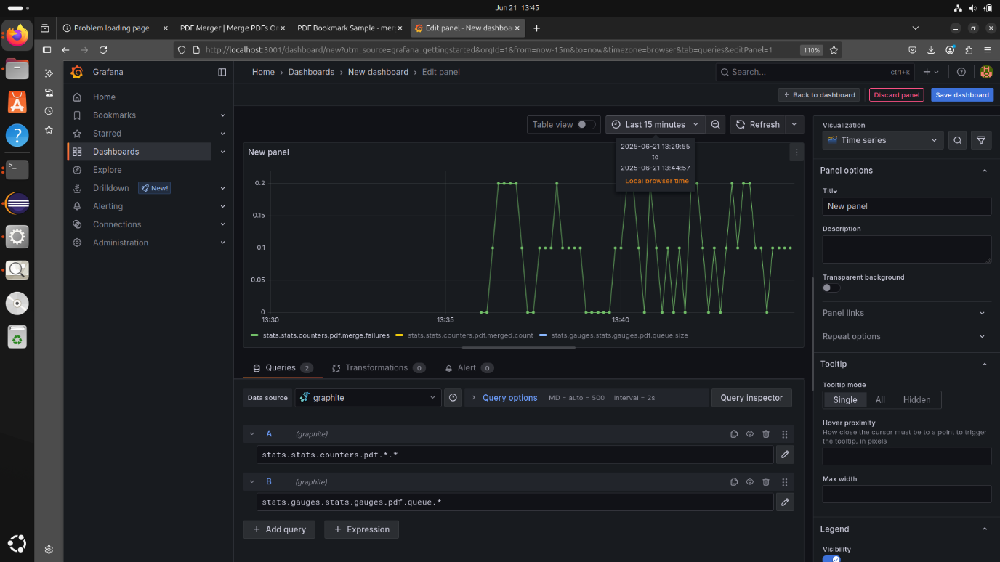 Jun 21 13:45
Problem loading page
PDF Merger | Merge PDFs Or
PDF Bookmark Sample - mer
Edit panel - New dashboa
http://localhost:3001/dashboard/new?utm_source=grafana_gettingstarted&orgId=1&from=now-15m&to=now&timezone=browser&tab=queries&editPanel=1
110%
Grafana
Home › Dashboards › New dashboard › Edit panel
Search...
ctrl+k
Back to dashboard
Discard panel
Save dashboard
Home
Bookmarks
Starred
Dashboards
Explore
Drilldown
New!
Alerting
Connections
Administration
Table view
Last 15 minutes
Refresh
2025-06-21 13:29:55
to
2025-06-21 13:44:57
Local browser time
New panel
0.2
0.15
0.1
0.05
0
13:30
13:35
13:40
stats.stats.counters.pdf.merge.failures
stats.stats.counters.pdf.merged.count
stats.gauges.stats.gauges.pdf.queue.size
Queries 2
Transformations 0
Alert 0
Data source
graphite
Query options
MD = auto = 500
Interval = 2s
Query inspector
A
(graphite)
stats.stats.counters.pdf.*.*
B
(graphite)
stats.gauges.stats.gauges.pdf.queue.*
+ Add query
+ Expression
Visualization
Time series
Panel options
Title
New panel
Description
Transparent background
Panel links
Repeat options
Tooltip
Tooltip mode
Single
All
Hidden
Hover proximity
How close the cursor must be to a point to trigger
the tooltip, in pixels
Max width
Legend
Visibility